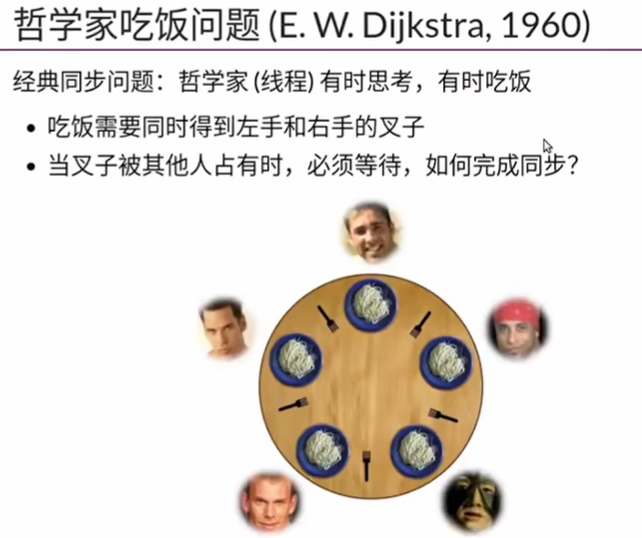 哲学家吃饭问题 (E. W. Dijkstra, 1960)
经典同步问题：哲学家 (线程) 有时思考，有时吃饭
• 吃饭需要同时得到左手和右手的叉子
• 当叉子被其他人占有时，必须等待，如何完成同步？